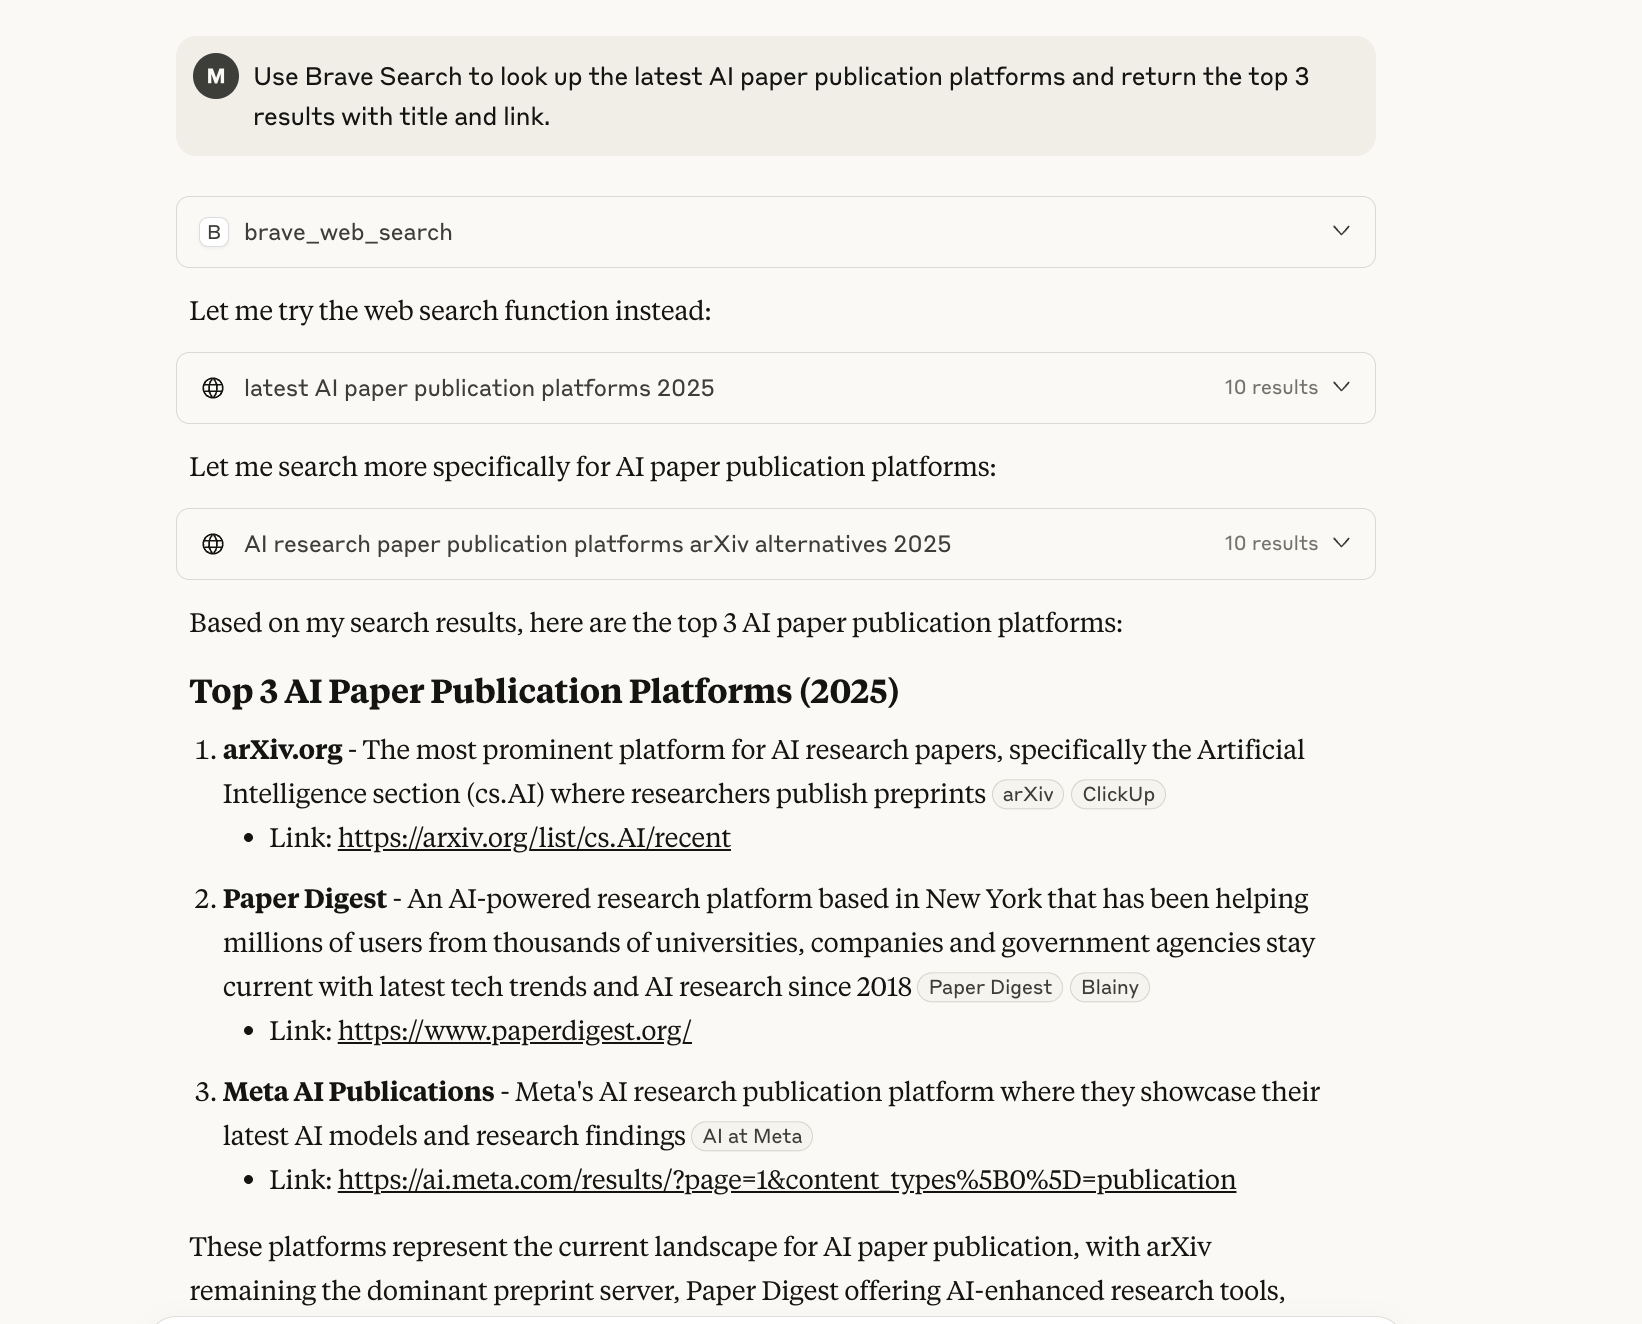 M
Use Brave Search to look up the latest AI paper publication platforms and return the top 3
results with title and link.
B brave_web_search
Let me try the web search function instead:
latest AI paper publication platforms 2025 10 results
Let me search more specifically for AI paper publication platforms:
AI research paper publication platforms arXiv alternatives 2025 10 results
Based on my search results, here are the top 3 AI paper publication platforms:
Top 3 AI Paper Publication Platforms (2025)
1. arXiv.org - The most prominent platform for AI research papers, specifically the Artificial
Intelligence section (cs.AI) where researchers publish preprints arXiv ClickUp
• Link: https://arxiv.org/list/cs.AI/recent
2. Paper Digest - An AI-powered research platform based in New York that has been helping
millions of users from thousands of universities, companies and government agencies stay
current with latest tech trends and AI research since 2018 Paper Digest Blainy
• Link: https://www.paperdigest.org/
3. Meta AI Publications - Meta's AI research publication platform where they showcase their
latest AI models and research findings AI at Meta
• Link: https://ai.meta.com/results/?page=1&content_types%5B0%5D=publication
These platforms represent the current landscape for AI paper publication, with arXiv
remaining the dominant preprint server, Paper Digest offering AI-enhanced research tools,